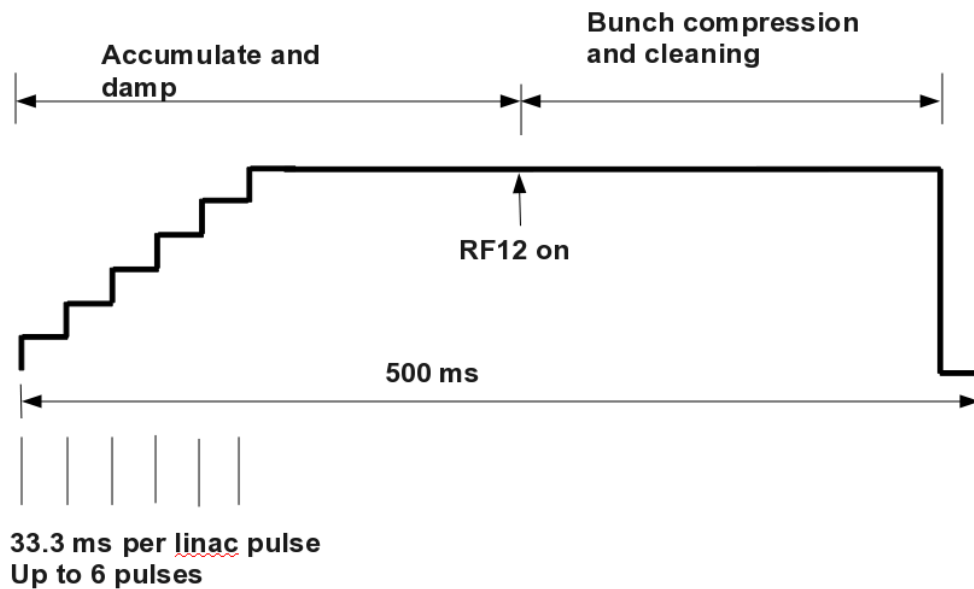 Accumulate and
damp
Bunch compression
and cleaning
RF12 on
500 ms
33.3 ms per linac pulse
Up to 6 pulses